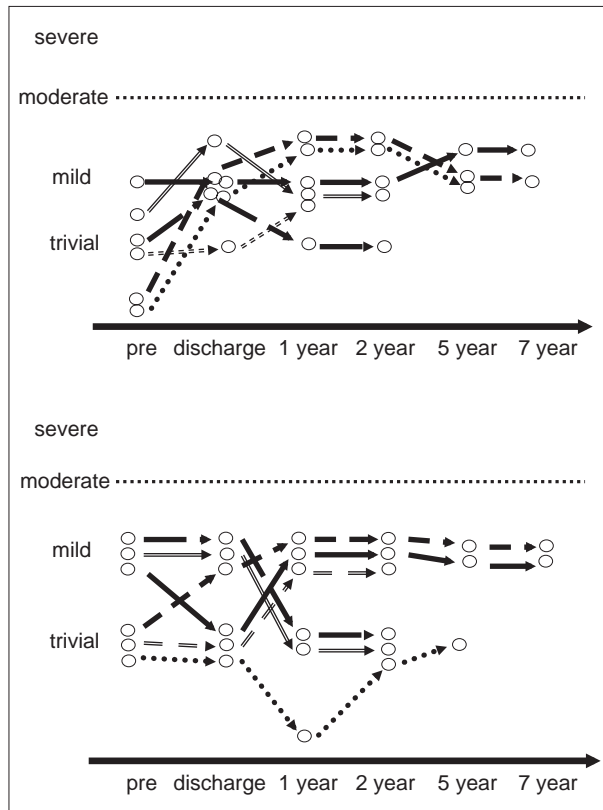 severe
moderate
mild
trivial
pre discharge 1 year 2 year 5 year 7 year
severe
moderate
mild
trivial
pre discharge 1 year 2 year 5 year 7 year